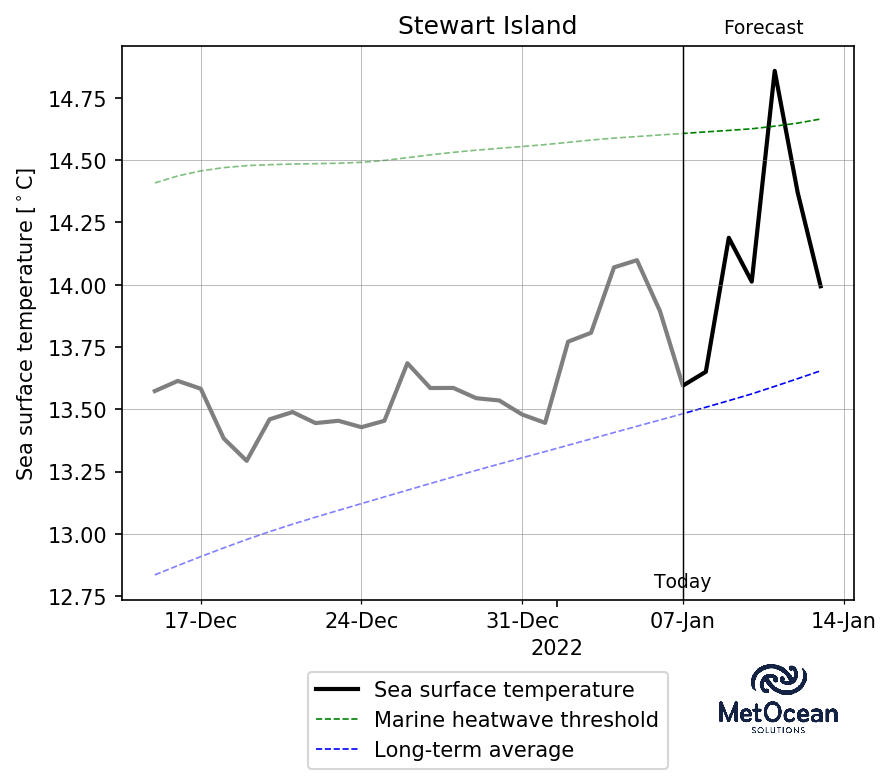 Stewart Island
Forecast
Sea surface temperature [°C]
14.75
14.50
14.25
14.00
13.75
13.50
13.25
13.00
12.75
Today
17-Dec 24-Dec 31-Dec 07-Jan 14-Jan
2022
Sea surface temperature
Marine heatwave threshold
Long-term average
MetOcean
SOLUTIONS